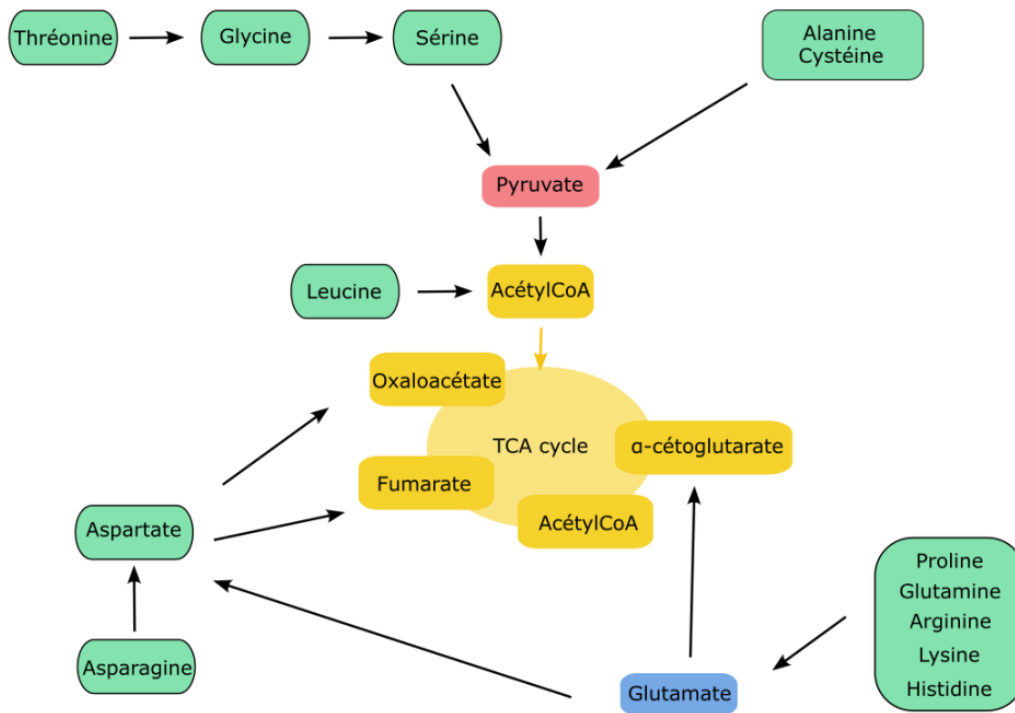 Thréonine
Glycine
Sérine
Alanine
Cystéine
Pyruvate
Leucine
AcétylCoA
Oxaloacétate
TCA cycle
α-cétoglutarate
Fumarate
AcétylCoA
Aspartate
Asparagine
Glutamate
Proline
Glutamine
Arginine
Lysine
Histidine